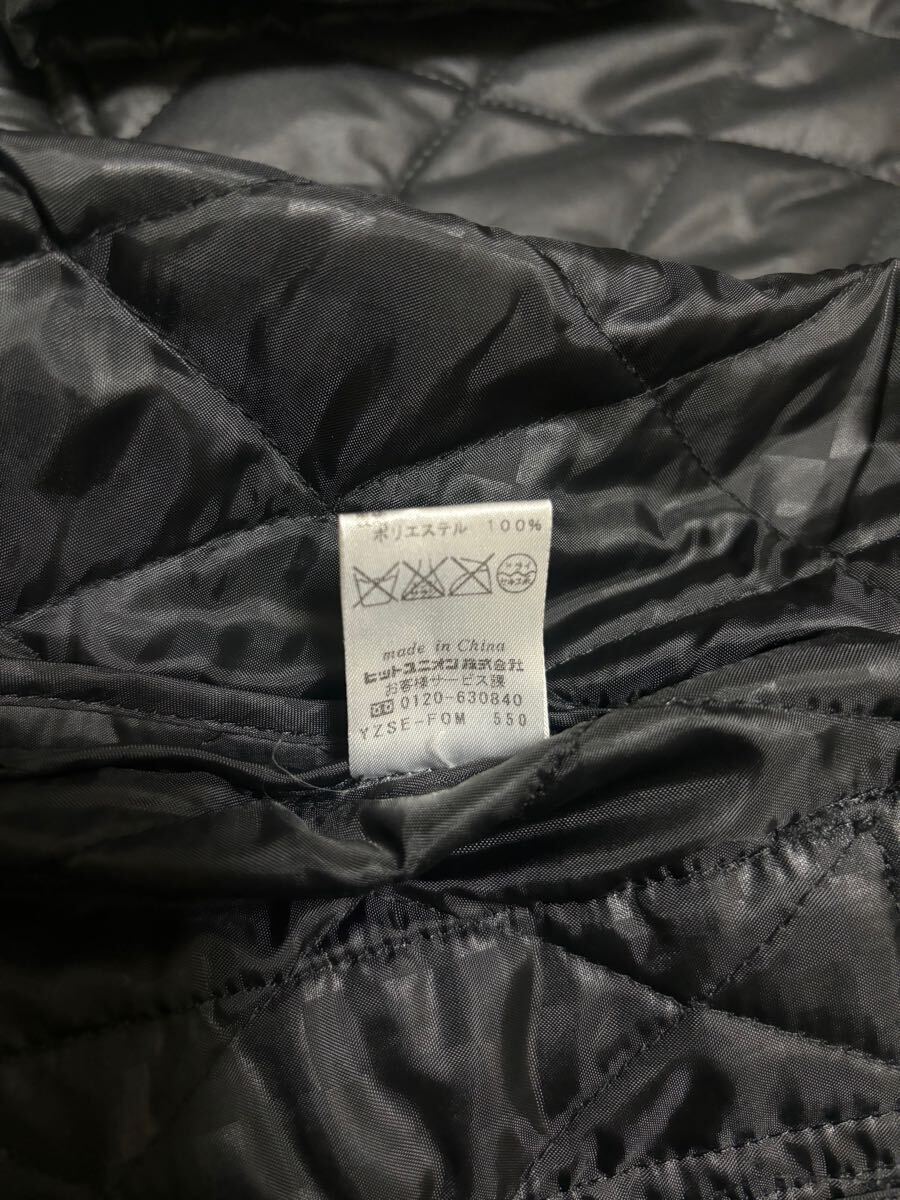 ポリエステル 100%
made in China
ヒットユニオン株式会社
お客様サービス課
0120-630840
YZSE-FOM 550